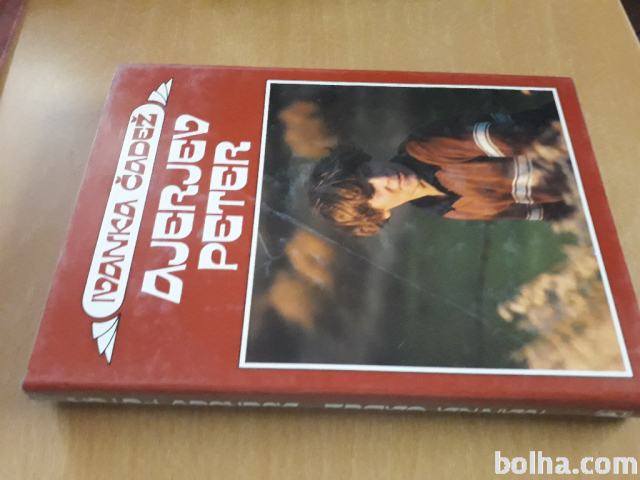 IVANKA ČADEŽ
AJERJEV
PETER
bolha.com®